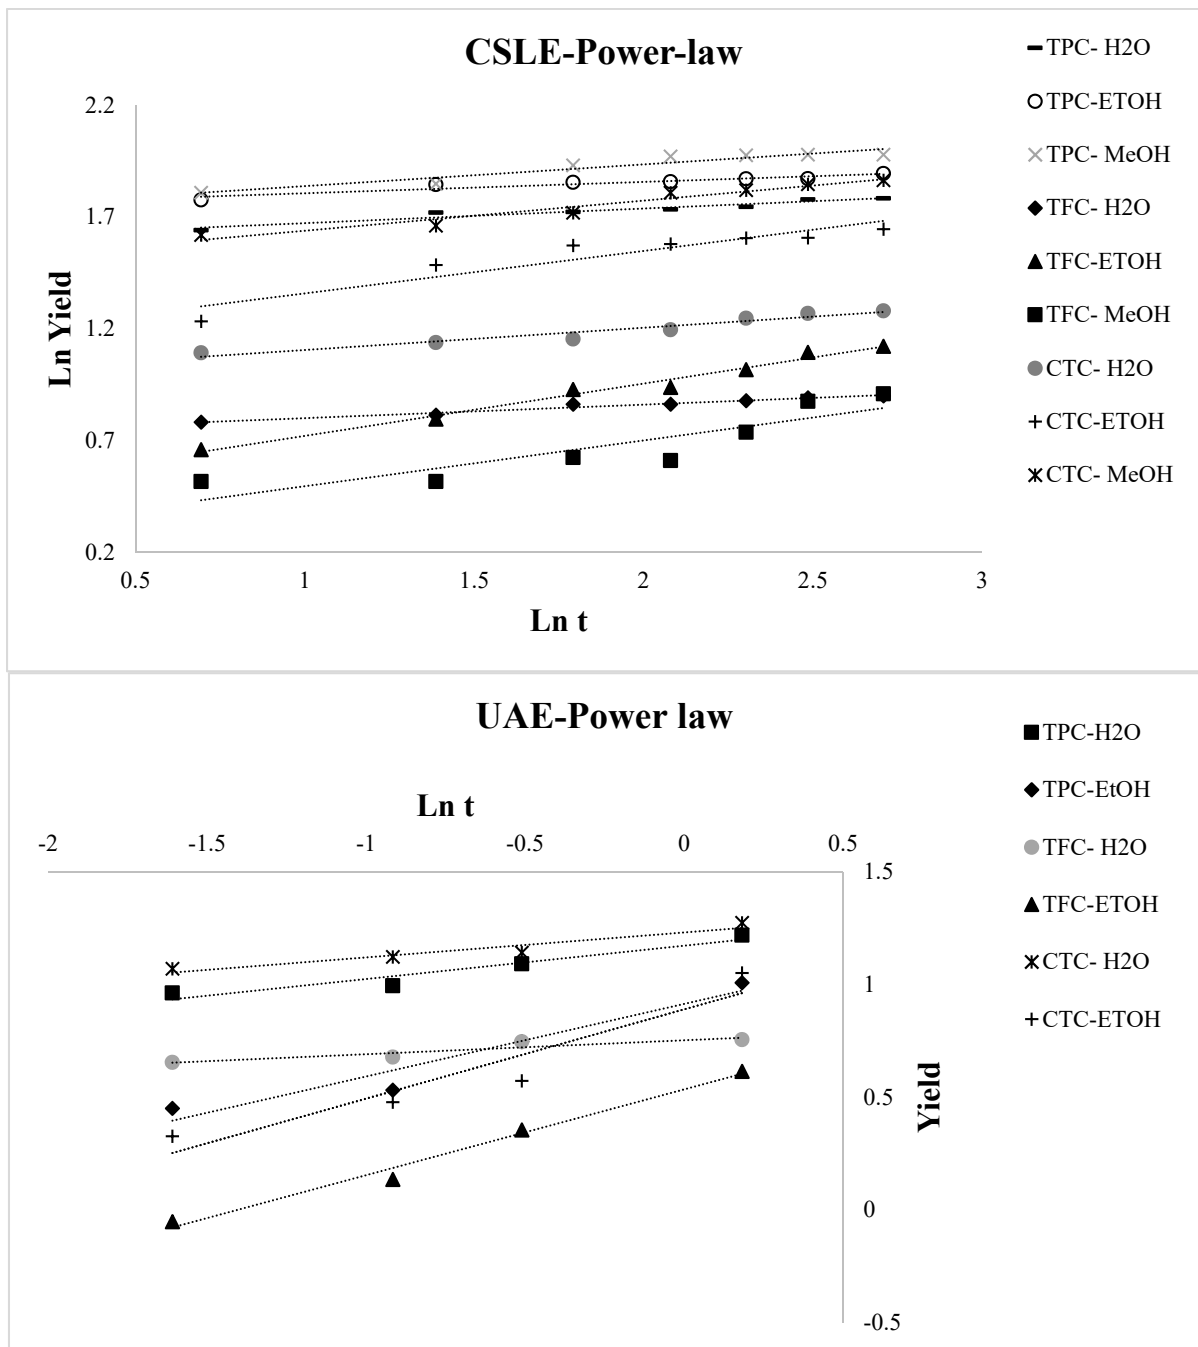 CSLE-Power-law
TPC- H2O
TPC-ETOH
TPC- MeOH
TFC- H2O
TFC-ETOH
TFC- MeOH
CTC- H2O
CTC-ETOH
CTC- MeOH
Ln Yield
2.2
1.7
1.2
0.7
0.2
0.5
1
1.5
2
2.5
3
Ln t
UAE-Power law
TPC-H2O
TPC-EtOH
TFC- H2O
TFC-ETOH
CTC- H2O
CTC-ETOH
Ln t
-2
-1.5
-1
-0.5
0
0.5
1.5
1
0.5
0
-0.5
Yield